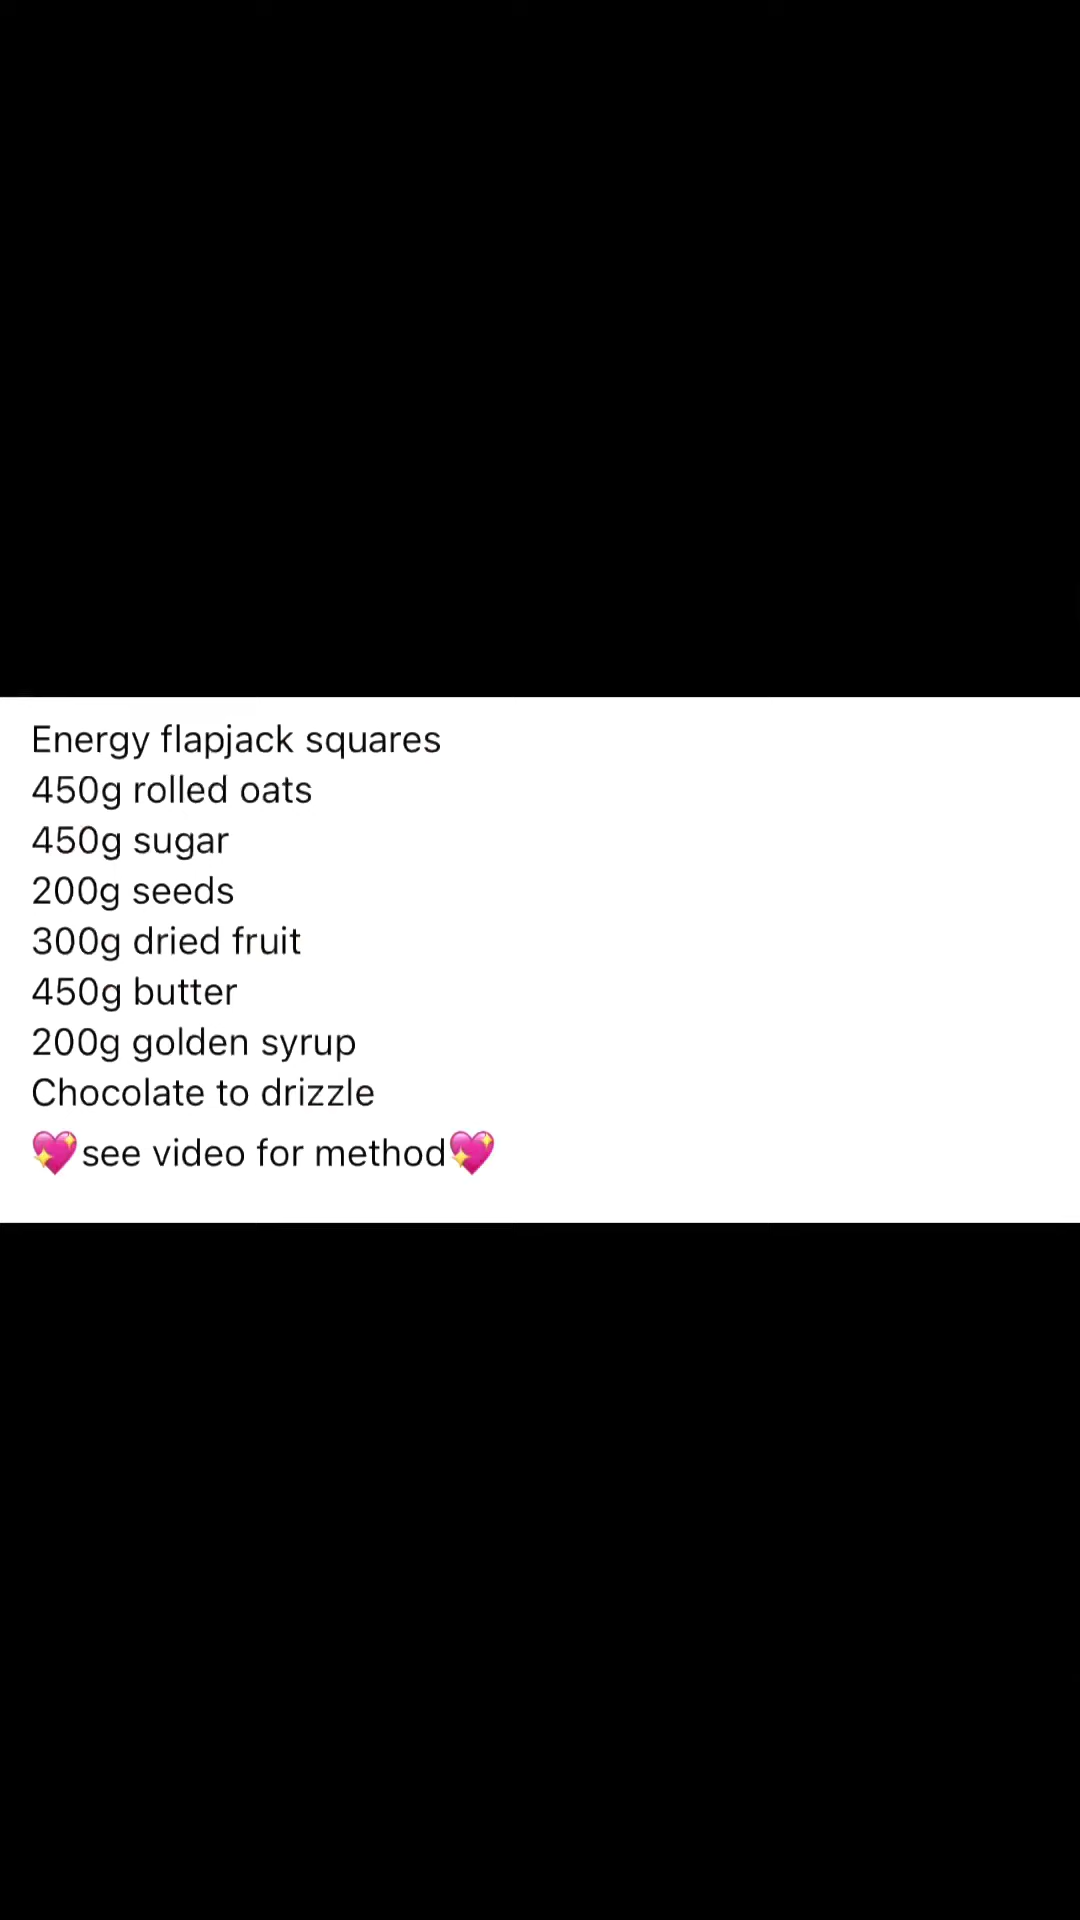 Energy flapjack squares
450g rolled oats
450g sugar
200g seeds
300g dried fruit
450g butter
200g golden syrup
Chocolate to drizzle
💖see video for method💖